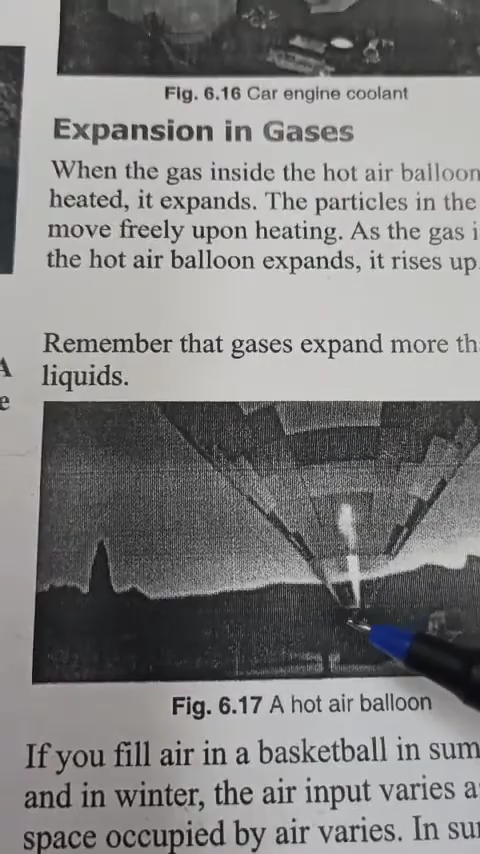 Fig. 6.16 Car engine coolant
Expansion in Gases
When the gas inside the hot air balloon
heated, it expands. The particles in the
move freely upon heating. As the gas i
the hot air balloon expands, it rises up
Remember that gases expand more th
A
liquids.
e
Fig. 6.17 A hot air balloon
If you fill air in a basketball in sum
and in winter, the air input varies a
space occupied by air varies. In su